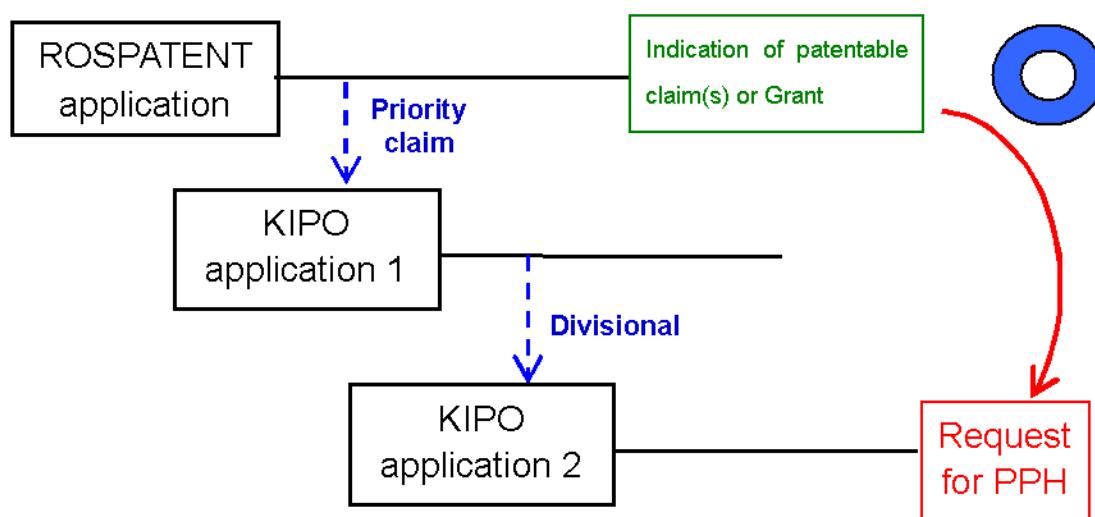 ROSPATENT
application
Priority
claim
Indication of patentable
claim(s) or Grant
KIPO
application 1
Divisional
KIPO
application 2
Request
for PPH